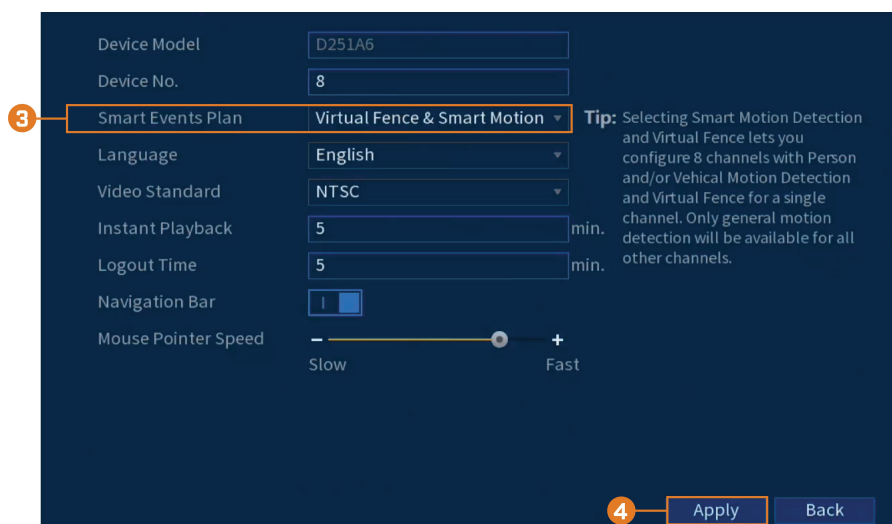 Device Model D251A6
Device No. 8
3 Smart Events Plan Virtual Fence & Smart Motion
Tip: Selecting Smart Motion Detection
and Virtual Fence lets you
configure 8 channels with Person
and/or Vehical Motion Detection
and Virtual Fence for a single
channel. Only general motion
detection will be available for all
other channels.
Language English
Video Standard NTSC
Instant Playback 5 min.
Logout Time 5 min.
Navigation Bar
Mouse Pointer Speed - +
Slow Fast
4 Apply Back